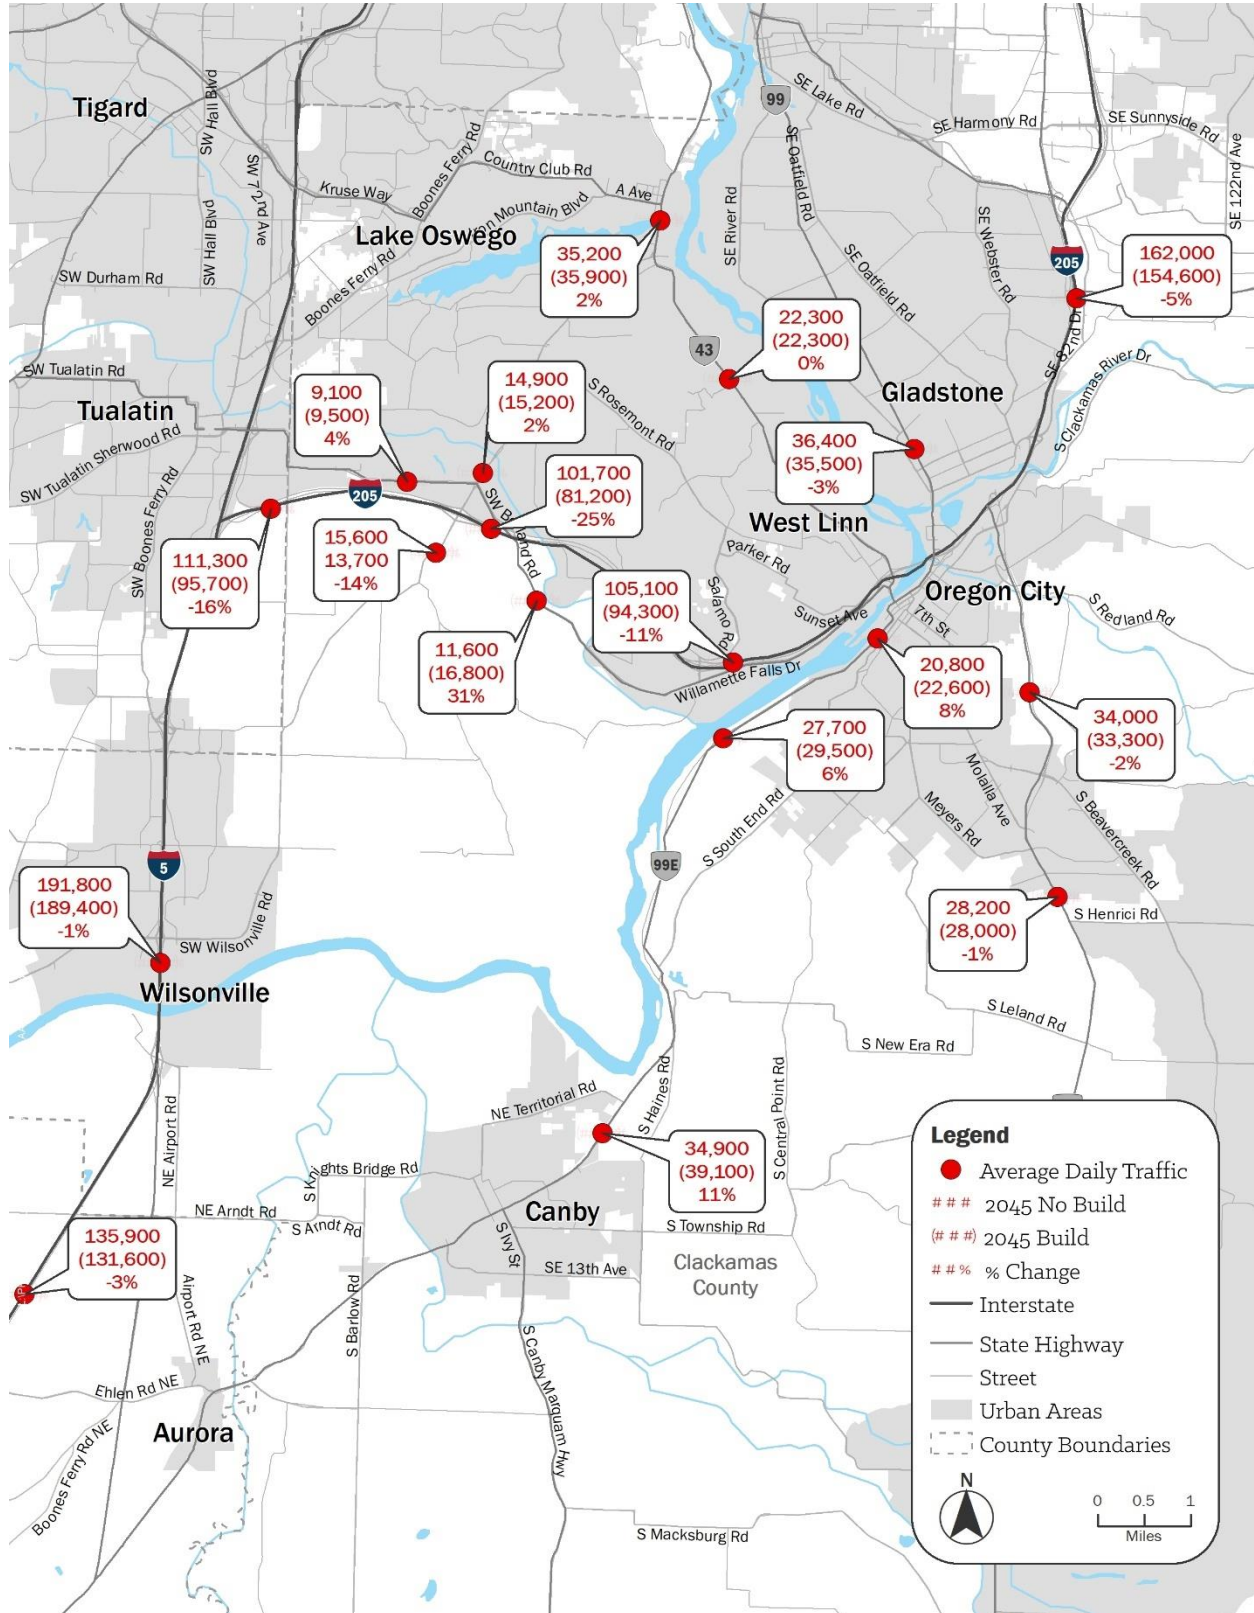 99
SE Lake Rd
SE Harmony Rd
SE Sunnyside Rd
SE 122nd Ave
Tigard
SW Hall Blvd
SW 72nd Ave
Boones Ferry Rd
Country Club Rd
A Ave
Kruse Way
SE Oatfield Rd
SE River Rd
SE Webster Rd
SW Hall Blvd
Lake Oswego
SW Durham Rd
Boones Ferry Rd
Boones Ferry Rd
35,200
(35,900)
2%
SE Oatfield Rd
205
162,000
(154,600)
-5%
22,300
(22,300)
0%
43
SE 82nd Dr
S Clackamas River Dr
SW Tualatin Rd
Tualatin
SW Tualatin Sherwood Rd
9,100
(9,500)
4%
14,900
(15,200)
2%
S Rosemont Rd
Gladstone
36,400
(35,500)
-3%
SW Boones Ferry Rd
205
101,700
(81,200)
-25%
West Linn
111,300
(95,700)
-16%
15,600
13,700
-14%
Parker Rd
Salamo Rd
Sunset Ave
Oregon City
7th St
S Redland Rd
105,100
(94,300)
-11%
11,600
(16,800)
31%
Willamette Falls Dr
20,800
(22,600)
8%
34,000
(33,300)
-2%
27,700
(29,500)
6%
Molalla Ave
Meyers Rd
S Beavercreek Rd
S South End Rd
5
99E
191,800
(189,400)
-1%
SW Wilsonville Rd
28,200
(28,000)
-1%
S Henrici Rd
Wilsonville
S Leland Rd
S New Era Rd
NE Airport Rd
NE Territorial Rd
S Haines Rd
S Central Point Rd
34,900
(39,100)
11%
S Knights Bridge Rd
NE Arndt Rd
S Arndt Rd
Canby
S Township Rd
S Ivy St
135,900
(131,600)
-3%
Airport Rd NE
S Barlow Rd
SE 13th Ave
Clackamas
County
S Canby Marquam Hwy
Ehlen Rd NE
Aurora
Boones Ferry Rd NE
S Macksburg Rd
Legend
Average Daily Traffic
# # # 2045 No Build
(# # #) 2045 Build
# # % % Change
Interstate
State Highway
Street
Urban Areas
County Boundaries
N
0 0.5 1
Miles